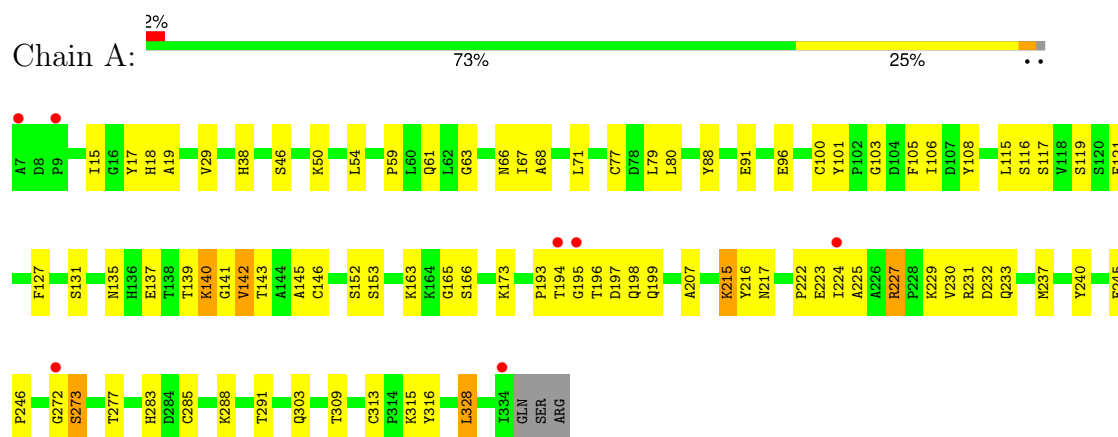 2%
Chain A:
73% 25% • •
A7 D8 P9 I15 G16 Y17 H18 A19 V29 H38 S46 K50 L54 P59 L60 Q61 L62 G63 N66 I67 A68 L71 C77 D78 L79 L80 Y88 E91 E96 C100 Y101 P102 G103 D104 F105 I106 D107 Y108 L115 S116 S117 V118 S119 S120
F127 S131 N135 H136 E137 T138 T139 K140 G141 V142 T143 A144 A145 C146 S152 S153 K163 K164 G165 S166 K173 P193 T194 G195 T196 D197 Q198 Q199 A207 K215 Y216 N217 P222 E223 I224 A225 A226 R227 P228 K229 V230 R231 D232 Q233 M237 Y240
P246 G272 S273 T277 H283 D284 C285 K288 T291 Q303 T309 C313 P314 K315 Y316 L328 I334 GLN SER ARG